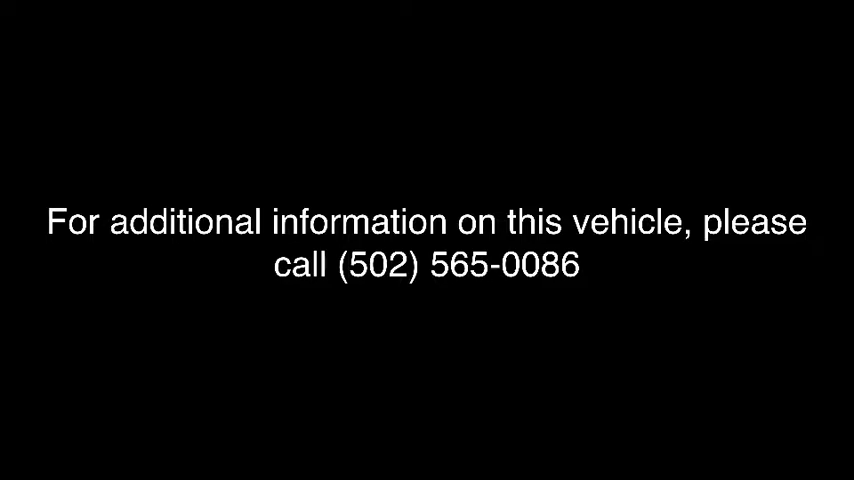 For additional information on this vehicle, please
call (502) 565-0086